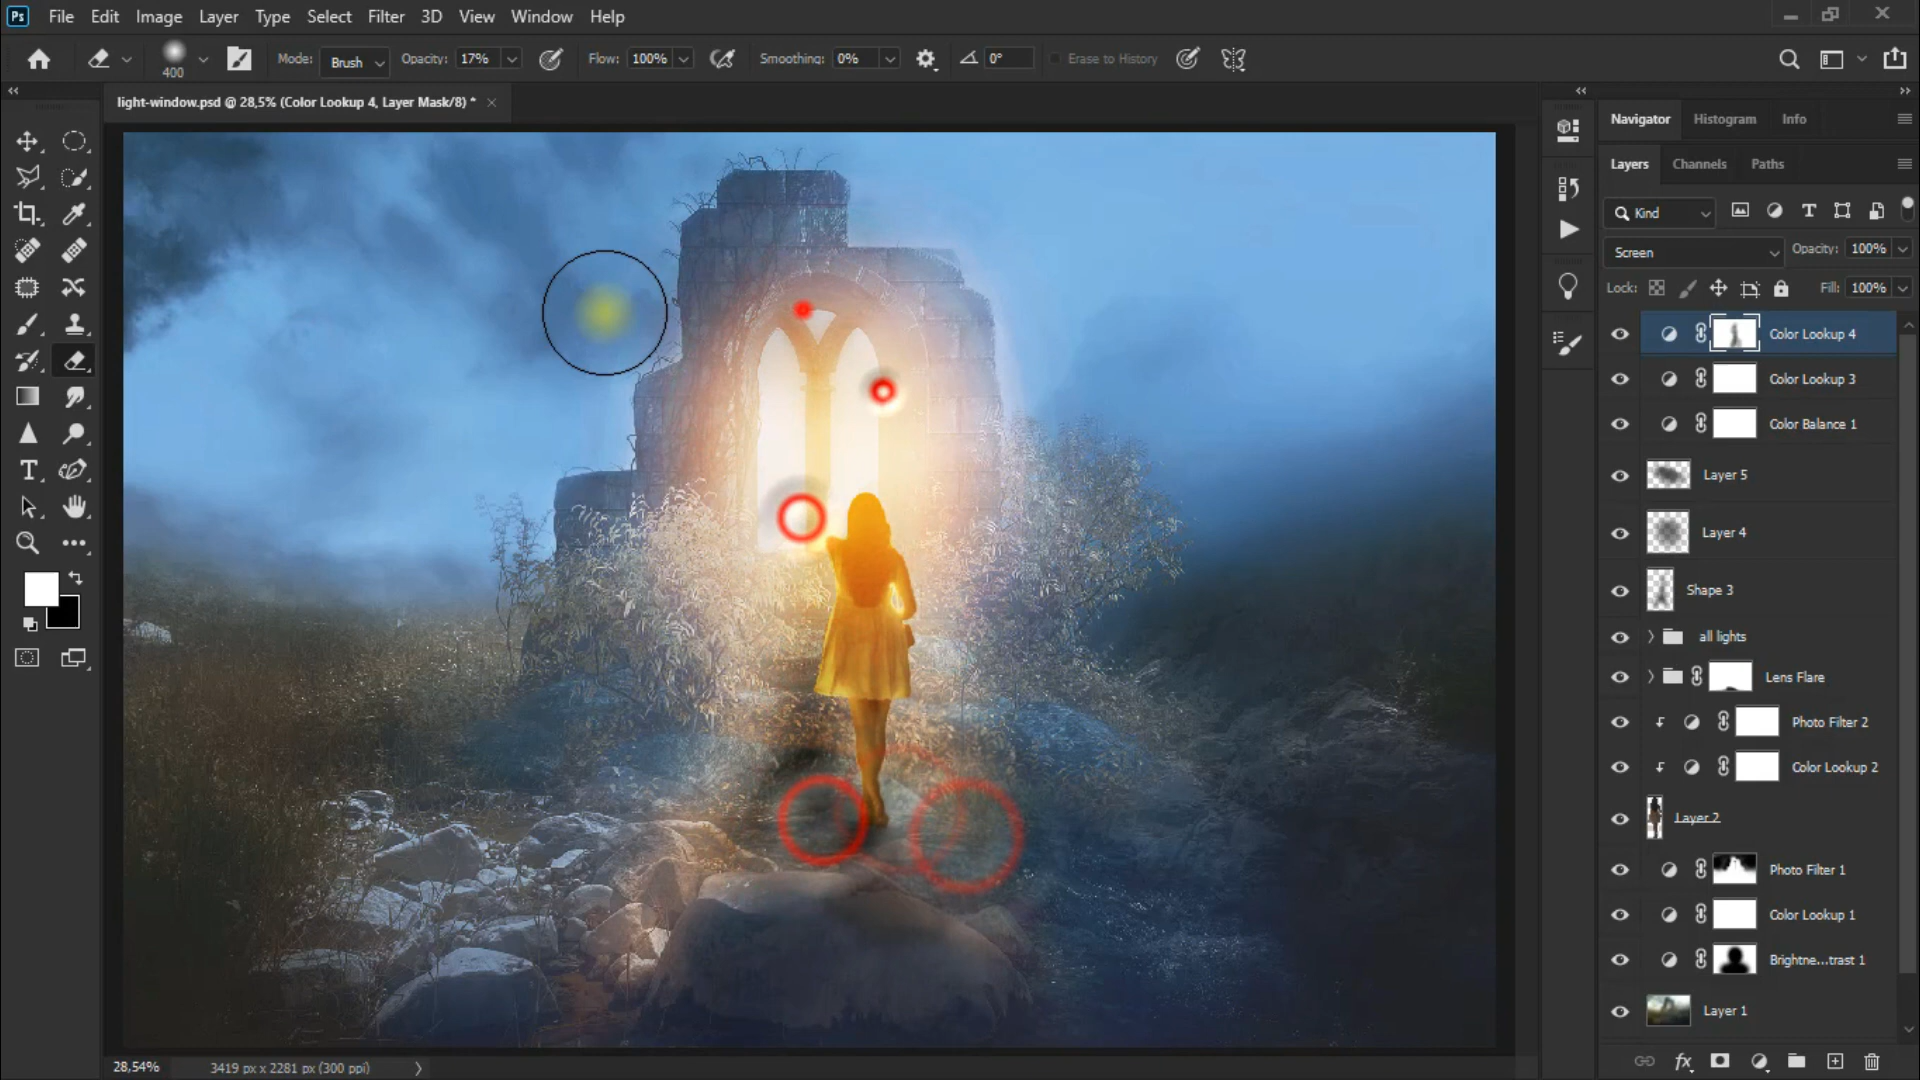 Ps File Edit Image Layer Type Select Filter 3D View Window Help
400 Mode: Brush Opacity: 17% Flow: 100% Smoothing: 0% 0° Erase to History
light-window.psd @ 28,5% (Color Lookup 4, Layer Mask/8) *
Navigator Histogram Info
Layers Channels Paths
Kind
Screen Opacity: 100%
Lock: Fill: 100%
Color Lookup 4
Color Lookup 3
Color Balance 1
Layer 5
Layer 4
Shape 3
all lights
Lens Flare
Photo Filter 2
Color Lookup 2
Layer 2
Photo Filter 1
Color Lookup 1
Brightne...trast 1
Layer 1
28,54% 3419 px x 2281 px (300 ppi)